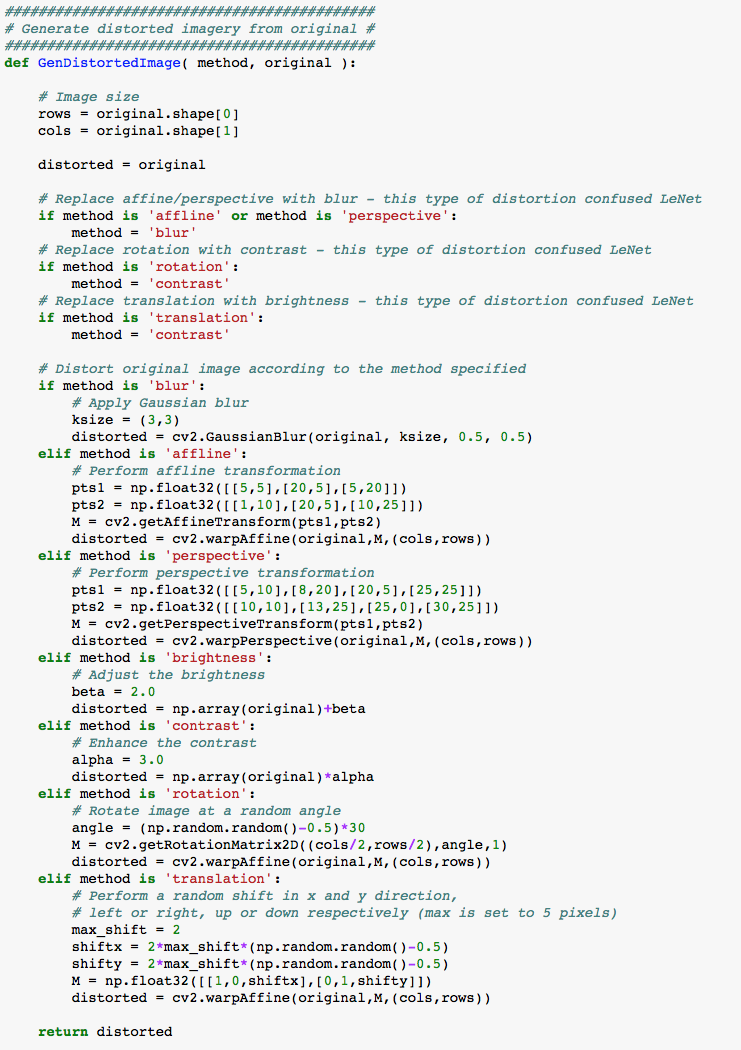 ############################################
# Generate distorted imagery from original #
############################################
def GenDistortedImage( method, original ):

    # Image size
    rows = original.shape[0]
    cols = original.shape[1]

    distorted = original

    # Replace affine/perspective with blur - this type of distortion confused LeNet
    if method is 'affline' or method is 'perspective':
        method = 'blur'
    # Replace rotation with contrast - this type of distortion confused LeNet
    if method is 'rotation':
        method = 'contrast'
    # Replace translation with brightness - this type of distortion confused LeNet
    if method is 'translation':
        method = 'contrast'

    # Distort original image according to the method specified
    if method is 'blur':
        # Apply Gaussian blur
        ksize = (3,3)
        distorted = cv2.GaussianBlur(original, ksize, 0.5, 0.5)
    elif method is 'affline':
        # Perform affline transformation
        pts1 = np.float32([[5,5],[20,5],[5,20]])
        pts2 = np.float32([[1,10],[20,5],[10,25]])
        M = cv2.getAffineTransform(pts1,pts2)
        distorted = cv2.warpAffine(original,M,(cols,rows))
    elif method is 'perspective':
        # Perform perspective transformation
        pts1 = np.float32([[5,10],[8,20],[20,5],[25,25]])
        pts2 = np.float32([[10,10],[13,25],[25,0],[30,25]])
        M = cv2.getPerspectiveTransform(pts1,pts2)
        distorted = cv2.warpPerspective(original,M,(cols,rows))
    elif method is 'brightness':
        # Adjust the brightness
        beta = 2.0
        distorted = np.array(original)+beta
    elif method is 'contrast':
        # Enhance the contrast
        alpha = 3.0
        distorted = np.array(original)*alpha
    elif method is 'rotation':
        # Rotate image at a random angle
        angle = (np.random.random()-0.5)*30
        M = cv2.getRotationMatrix2D((cols/2,rows/2),angle,1)
        distorted = cv2.warpAffine(original,M,(cols,rows))
    elif method is 'translation':
        # Perform a random shift in x and y direction,
        # left or right, up or down respectively (max is set to 5 pixels)
        max_shift = 2
        shiftx = 2*max_shift*(np.random.random()-0.5)
        shifty = 2*max_shift*(np.random.random()-0.5)
        M = np.float32([[1,0,shiftx],[0,1,shifty]])
        distorted = cv2.warpAffine(original,M,(cols,rows))

    return distorted